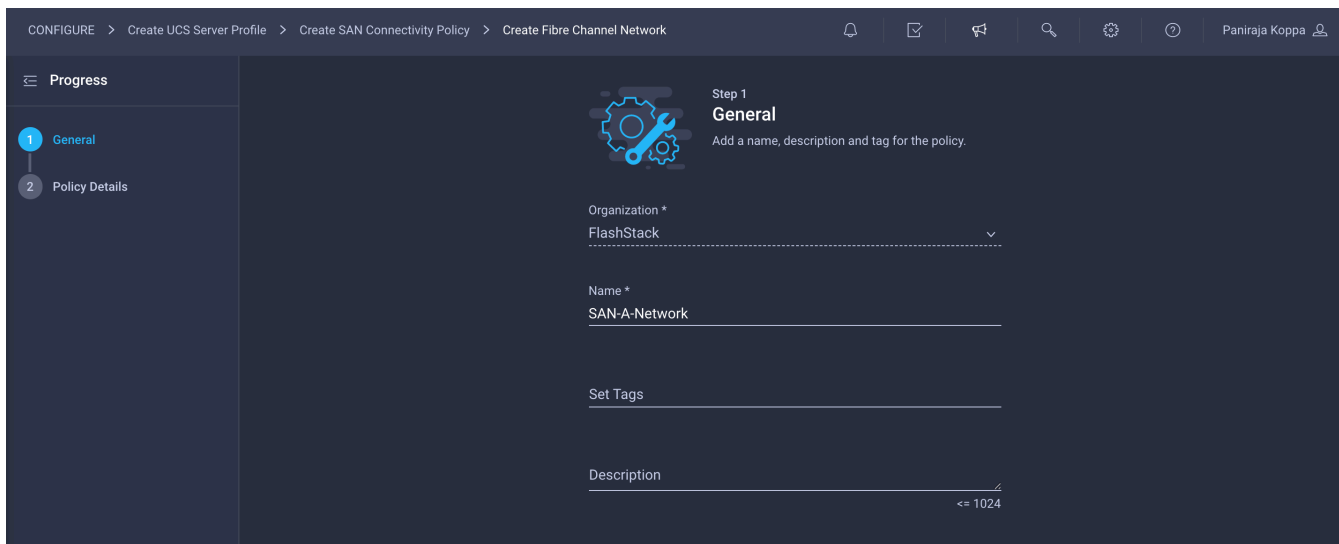 CONFIGURE > Create UCS Server Profile > Create SAN Connectivity Policy > Create Fibre Channel Network
Paniraja Koppa
Progress
1 General
2 Policy Details
Step 1
General
Add a name, description and tag for the policy.
Organization *
FlashStack
Name *
SAN-A-Network
Set Tags
Description
<= 1024